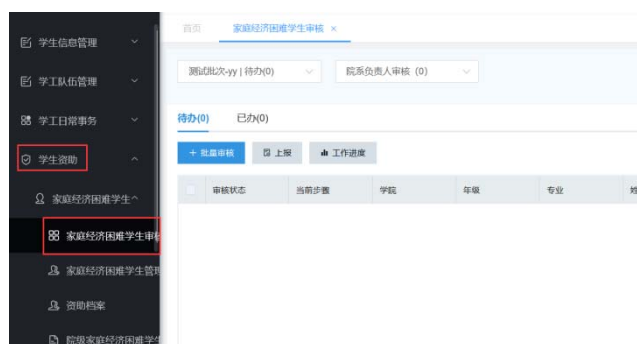 首页
家庭经济困难学生审核 ×
学生信息管理
学工队伍管理
学工日常事务
学生资助
家庭经济困难学生
家庭经济困难学生审核
家庭经济困难学生管理
资助档案
院级家庭经济困难学生
测试批次-yy | 待办(0)
院系负责人审核 (0)
待办(0)
已办(0)
+ 批量审核
上报
工作进度
审核状态
当前步骤
学院
年级
专业
姓